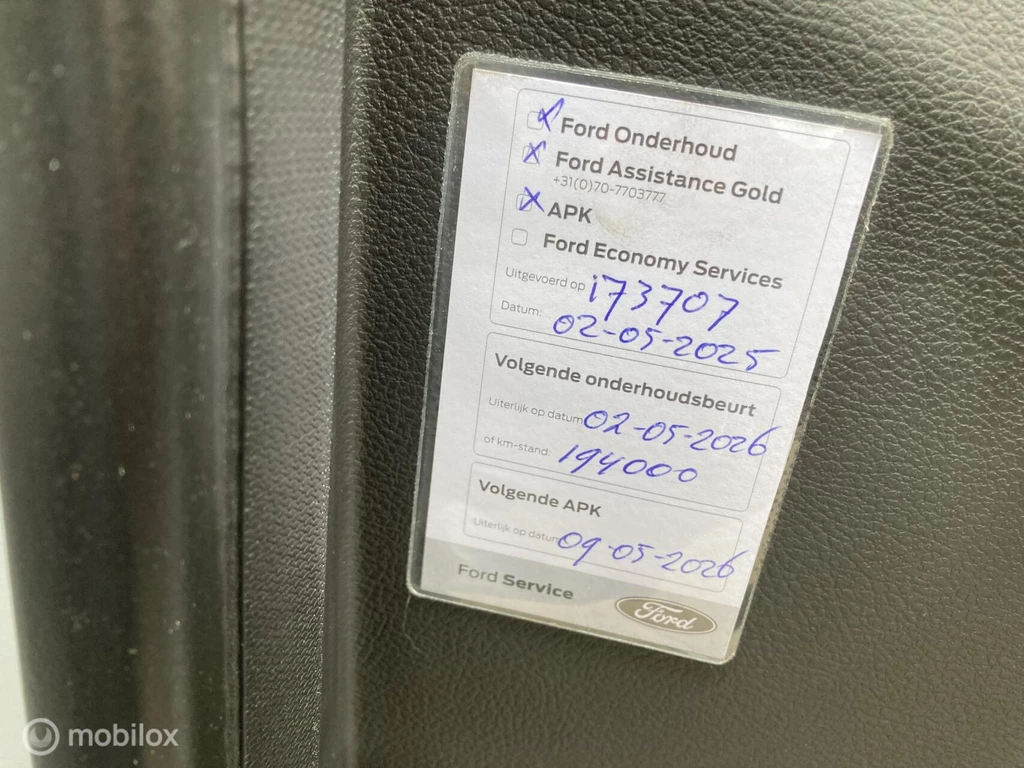 Ford Onderhoud
Ford Assistance Gold
+31(0)70-7703777
APK
Ford Economy Services
Uitgevoerd op 173707
Datum: 02-05-2025
Volgende onderhoudsbeurt
Uiterlijk op datum 02-05-2026
of km-stand: 194000
Volgende APK
Uiterlijk op datum 09-05-2026
Ford Service
Ford
mobilox